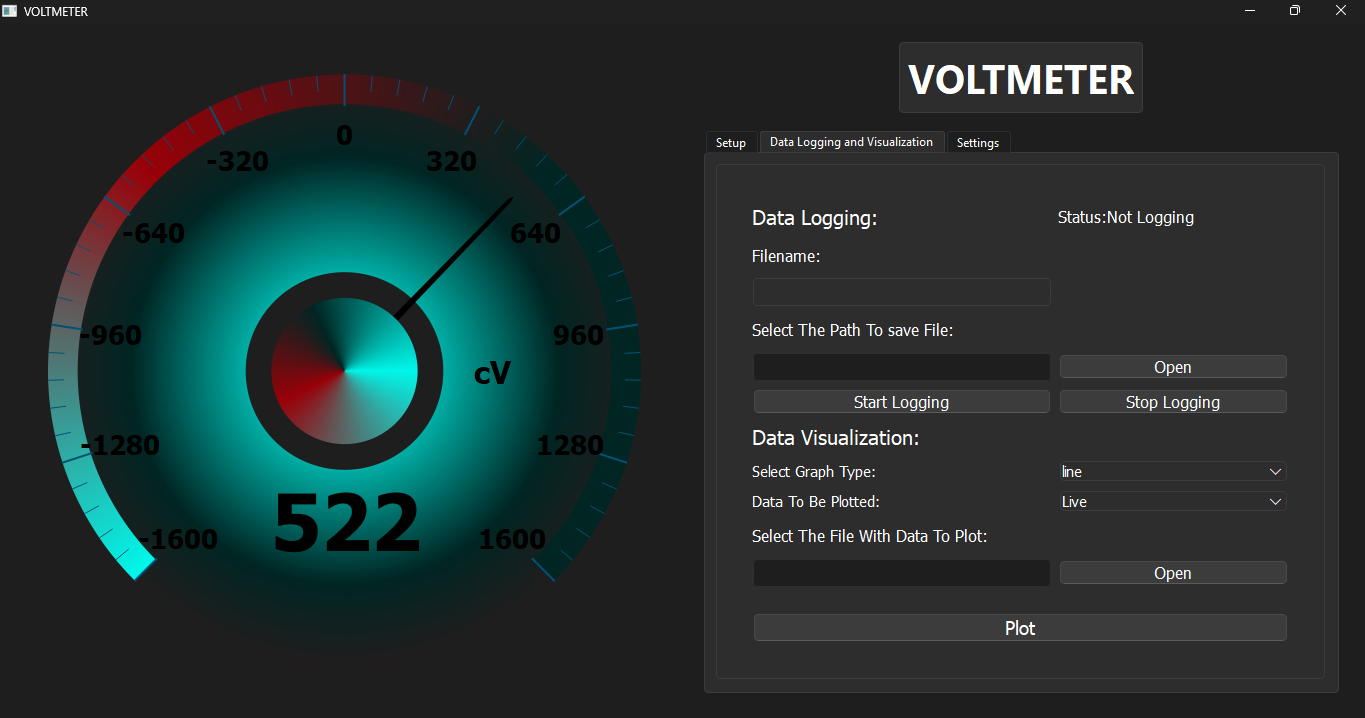 VOLTMETER
VOLTMETER
0
-320
320
-640
640
-960
960
cV
-1280
1280
522
-1600
1600
Setup
Data Logging and Visualization
Settings
Data Logging:
Status:Not Logging
Filename:
Select The Path To save File:
Open
Start Logging
Stop Logging
Data Visualization:
Select Graph Type:
line
Data To Be Plotted:
Live
Select The File With Data To Plot:
Open
Plot